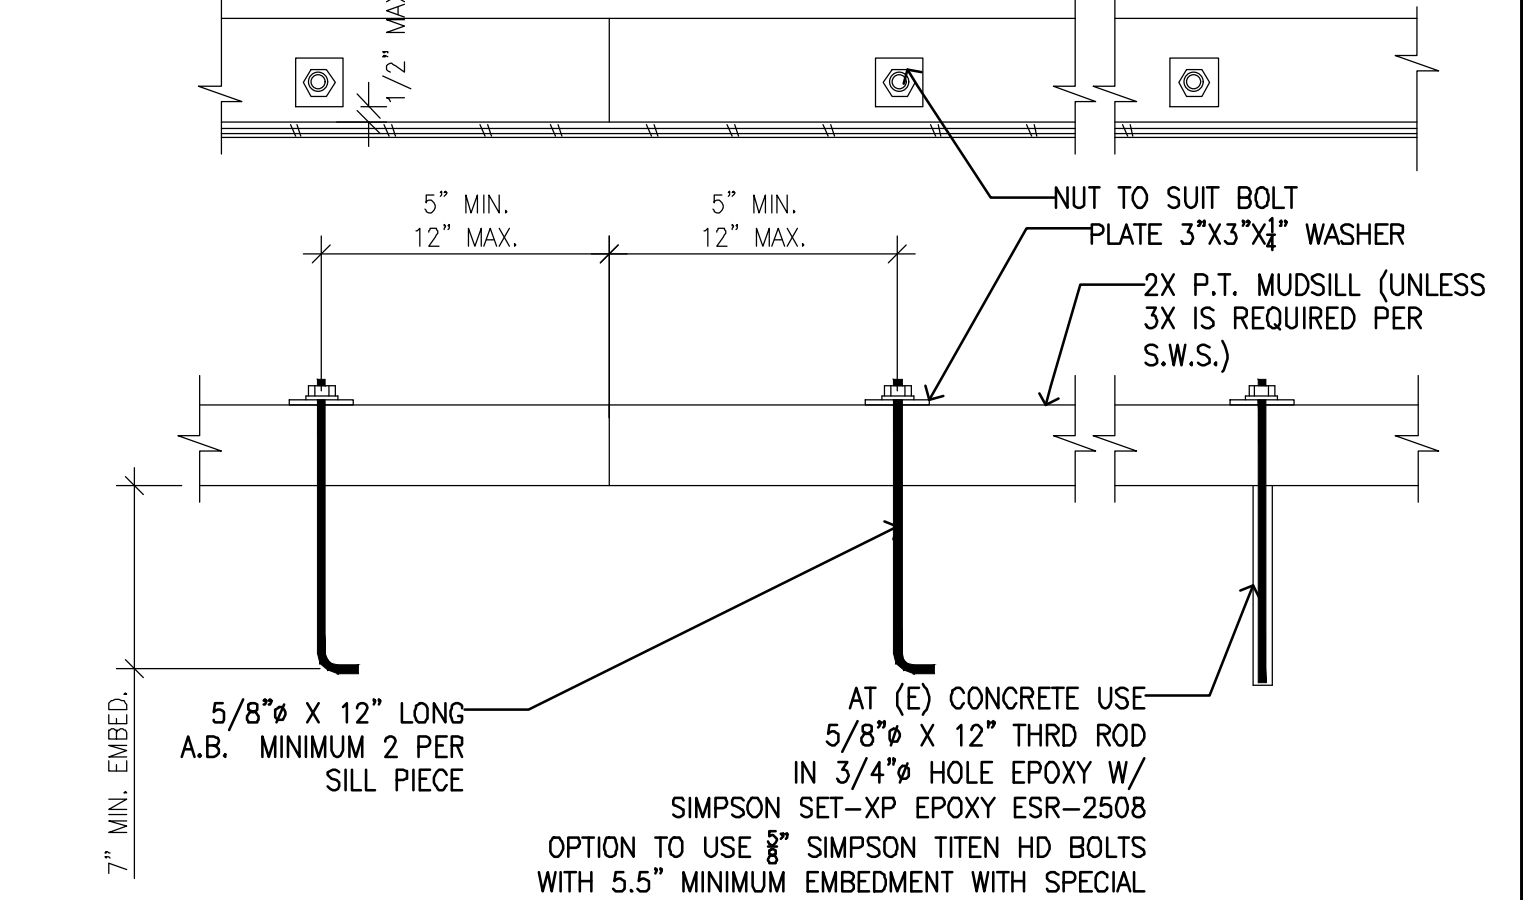 1/2" MA
5" MIN.
12" MAX.
5" MIN.
12" MAX.
NUT TO SUIT BOLT
PLATE 3"X3"X1/4" WASHER
2X P.T. MUDSILL (UNLESS
3X IS REQUIRED PER
S.W.S.)
7" MIN. EMBED.
5/8"ø X 12" LONG
A.B. MINIMUM 2 PER
SILL PIECE
AT (E) CONCRETE USE
5/8"ø X 12" THRD ROD
IN 3/4"ø HOLE EPOXY W/
SIMPSON SET-XP EPOXY ESR-2508
OPTION TO USE 5/8" SIMPSON TITEN HD BOLTS
WITH 5.5" MINIMUM EMBEDMENT WITH SPECIAL